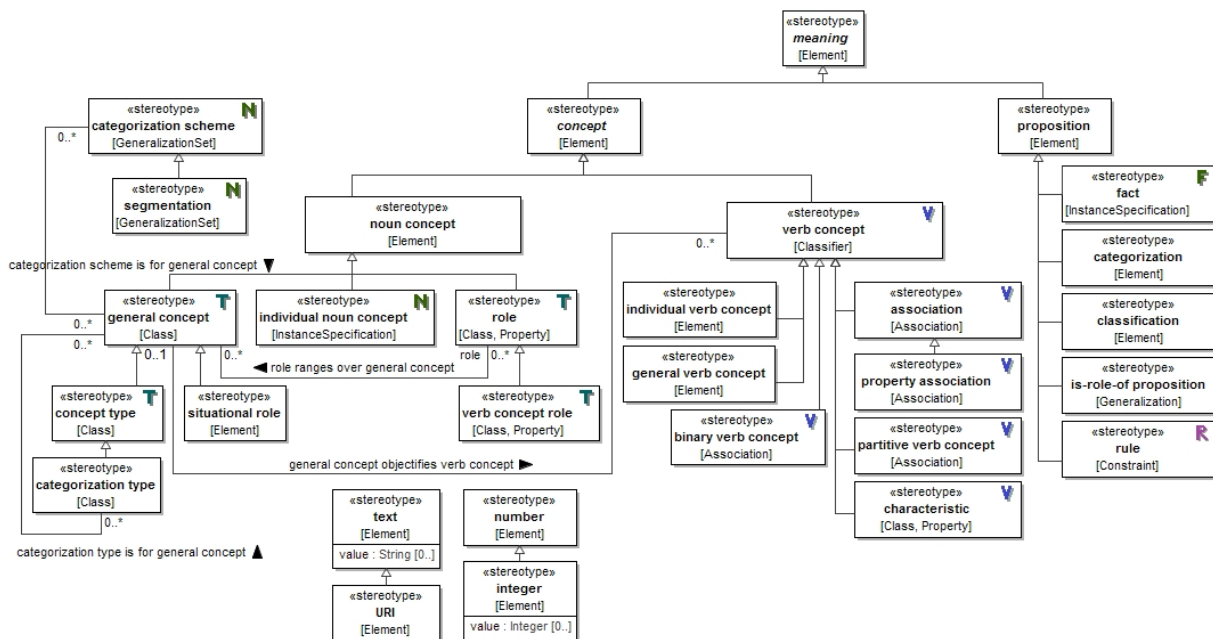 «stereotype»
meaning
[Element]
«stereotype» N
categorization scheme
[GeneralizationSet]
0..*
«stereotype»
concept
[Element]
«stereotype»
proposition
[Element]
«stereotype» N
segmentation
[GeneralizationSet]
«stereotype»
noun concept
[Element]
«stereotype» V
verb concept
[Classifier]
0..*
«stereotype» F
fact
[InstanceSpecification]
«stereotype»
categorization
[Element]
«stereotype»
classification
[Element]
«stereotype»
is-role-of proposition
[Generalization]
«stereotype» R
rule
[Constraint]
categorization scheme is for general concept
«stereotype» T
general concept
[Class]
0..*
0..*
0..1
0..*
«stereotype» N
individual noun concept
[InstanceSpecification]
«stereotype» T
role
[Class, Property]
role
0..*
role ranges over general concept
«stereotype»
individual verb concept
[Element]
«stereotype»
general verb concept
[Element]
«stereotype» V
binary verb concept
[Association]
«stereotype» V
association
[Association]
«stereotype» V
property association
[Association]
«stereotype» V
partitive verb concept
[Association]
«stereotype» V
characteristic
[Class, Property]
«stereotype» T
concept type
[Class]
«stereotype»
situational role
[Element]
«stereotype» T
verb concept role
[Class, Property]
general concept objectifies verb concept
«stereotype»
categorization type
[Class]
0..*
categorization type is for general concept
«stereotype»
text
[Element]
value : String [0..]
«stereotype»
number
[Element]
«stereotype»
URI
[Element]
«stereotype»
integer
[Element]
value : Integer [0..]